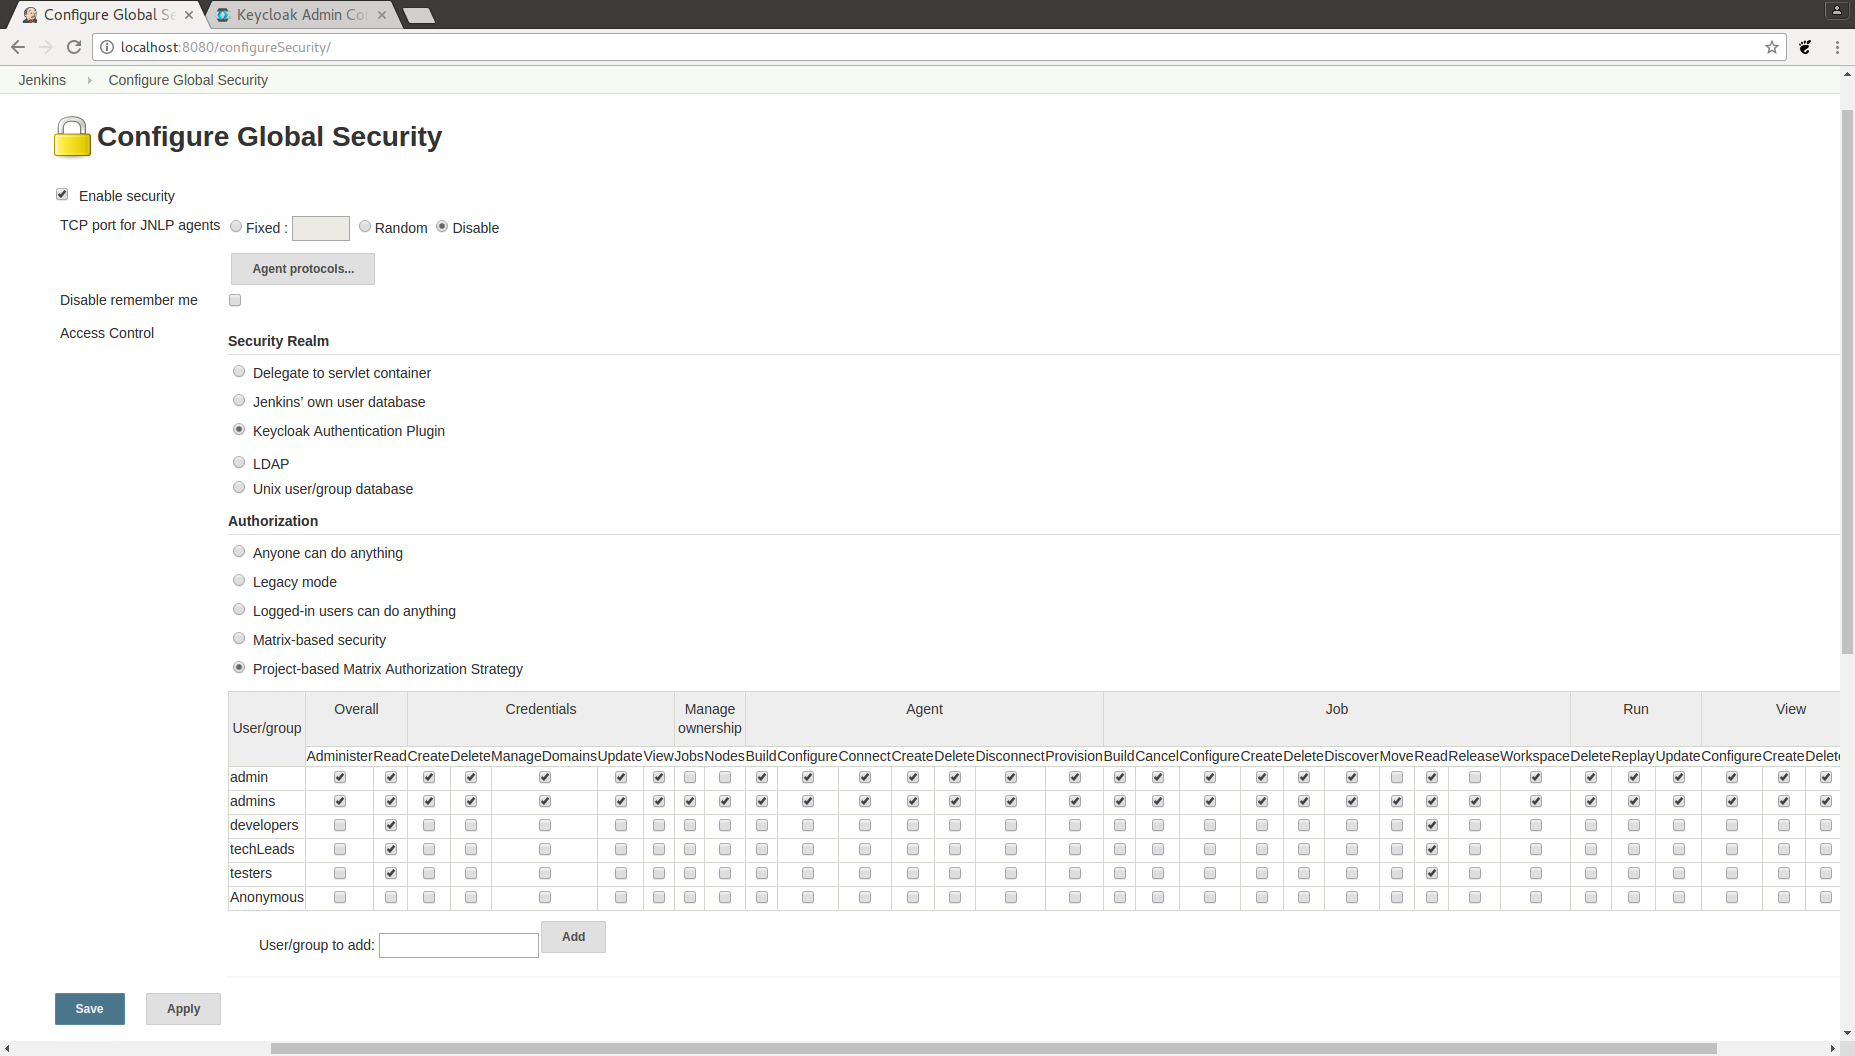 Configure Global Se
Keycloak Admin Co
localhost:8080/configureSecurity/
Jenkins
Configure Global Security
Configure Global Security
Enable security
TCP port for JNLP agents
Fixed :
Random
Disable
Agent protocols...
Disable remember me
Access Control
Security Realm
Delegate to servlet container
Jenkins’ own user database
Keycloak Authentication Plugin
LDAP
Unix user/group database
Authorization
Anyone can do anything
Legacy mode
Logged-in users can do anything
Matrix-based security
Project-based Matrix Authorization Strategy
User/group Overall Credentials Manage ownership Agent Job Run View
Administer Read Create Delete ManageDomains Update View Jobs Nodes Build Configure Connect Create Delete Disconnect Provision Build Cancel Configure Create Delete Discover Move Read Release Workspace Delete Replay Update Configure Create Delete
admin
admins
developers
techLeads
testers
Anonymous
User/group to add:
Add
Save
Apply